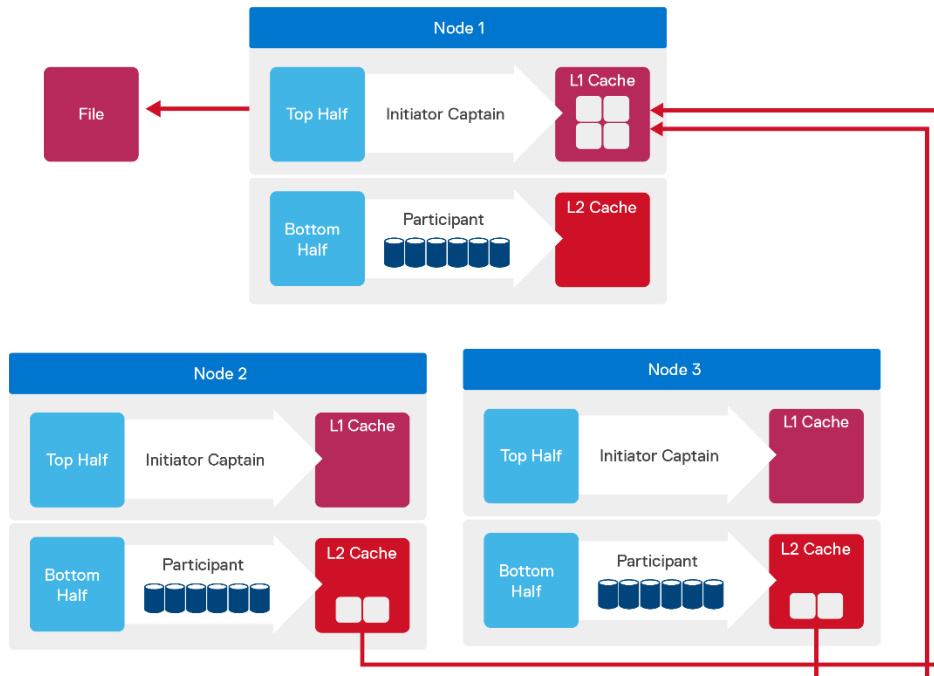 Node 1
File
Top Half
Initiator Captain
L1 Cache
Bottom
Half
Participant
L2 Cache
Node 2
Top Half
Initiator Captain
L1 Cache
Bottom
Half
Participant
L2 Cache
Node 3
Top Half
Initiator Captain
L1 Cache
Bottom
Half
Participant
L2 Cache